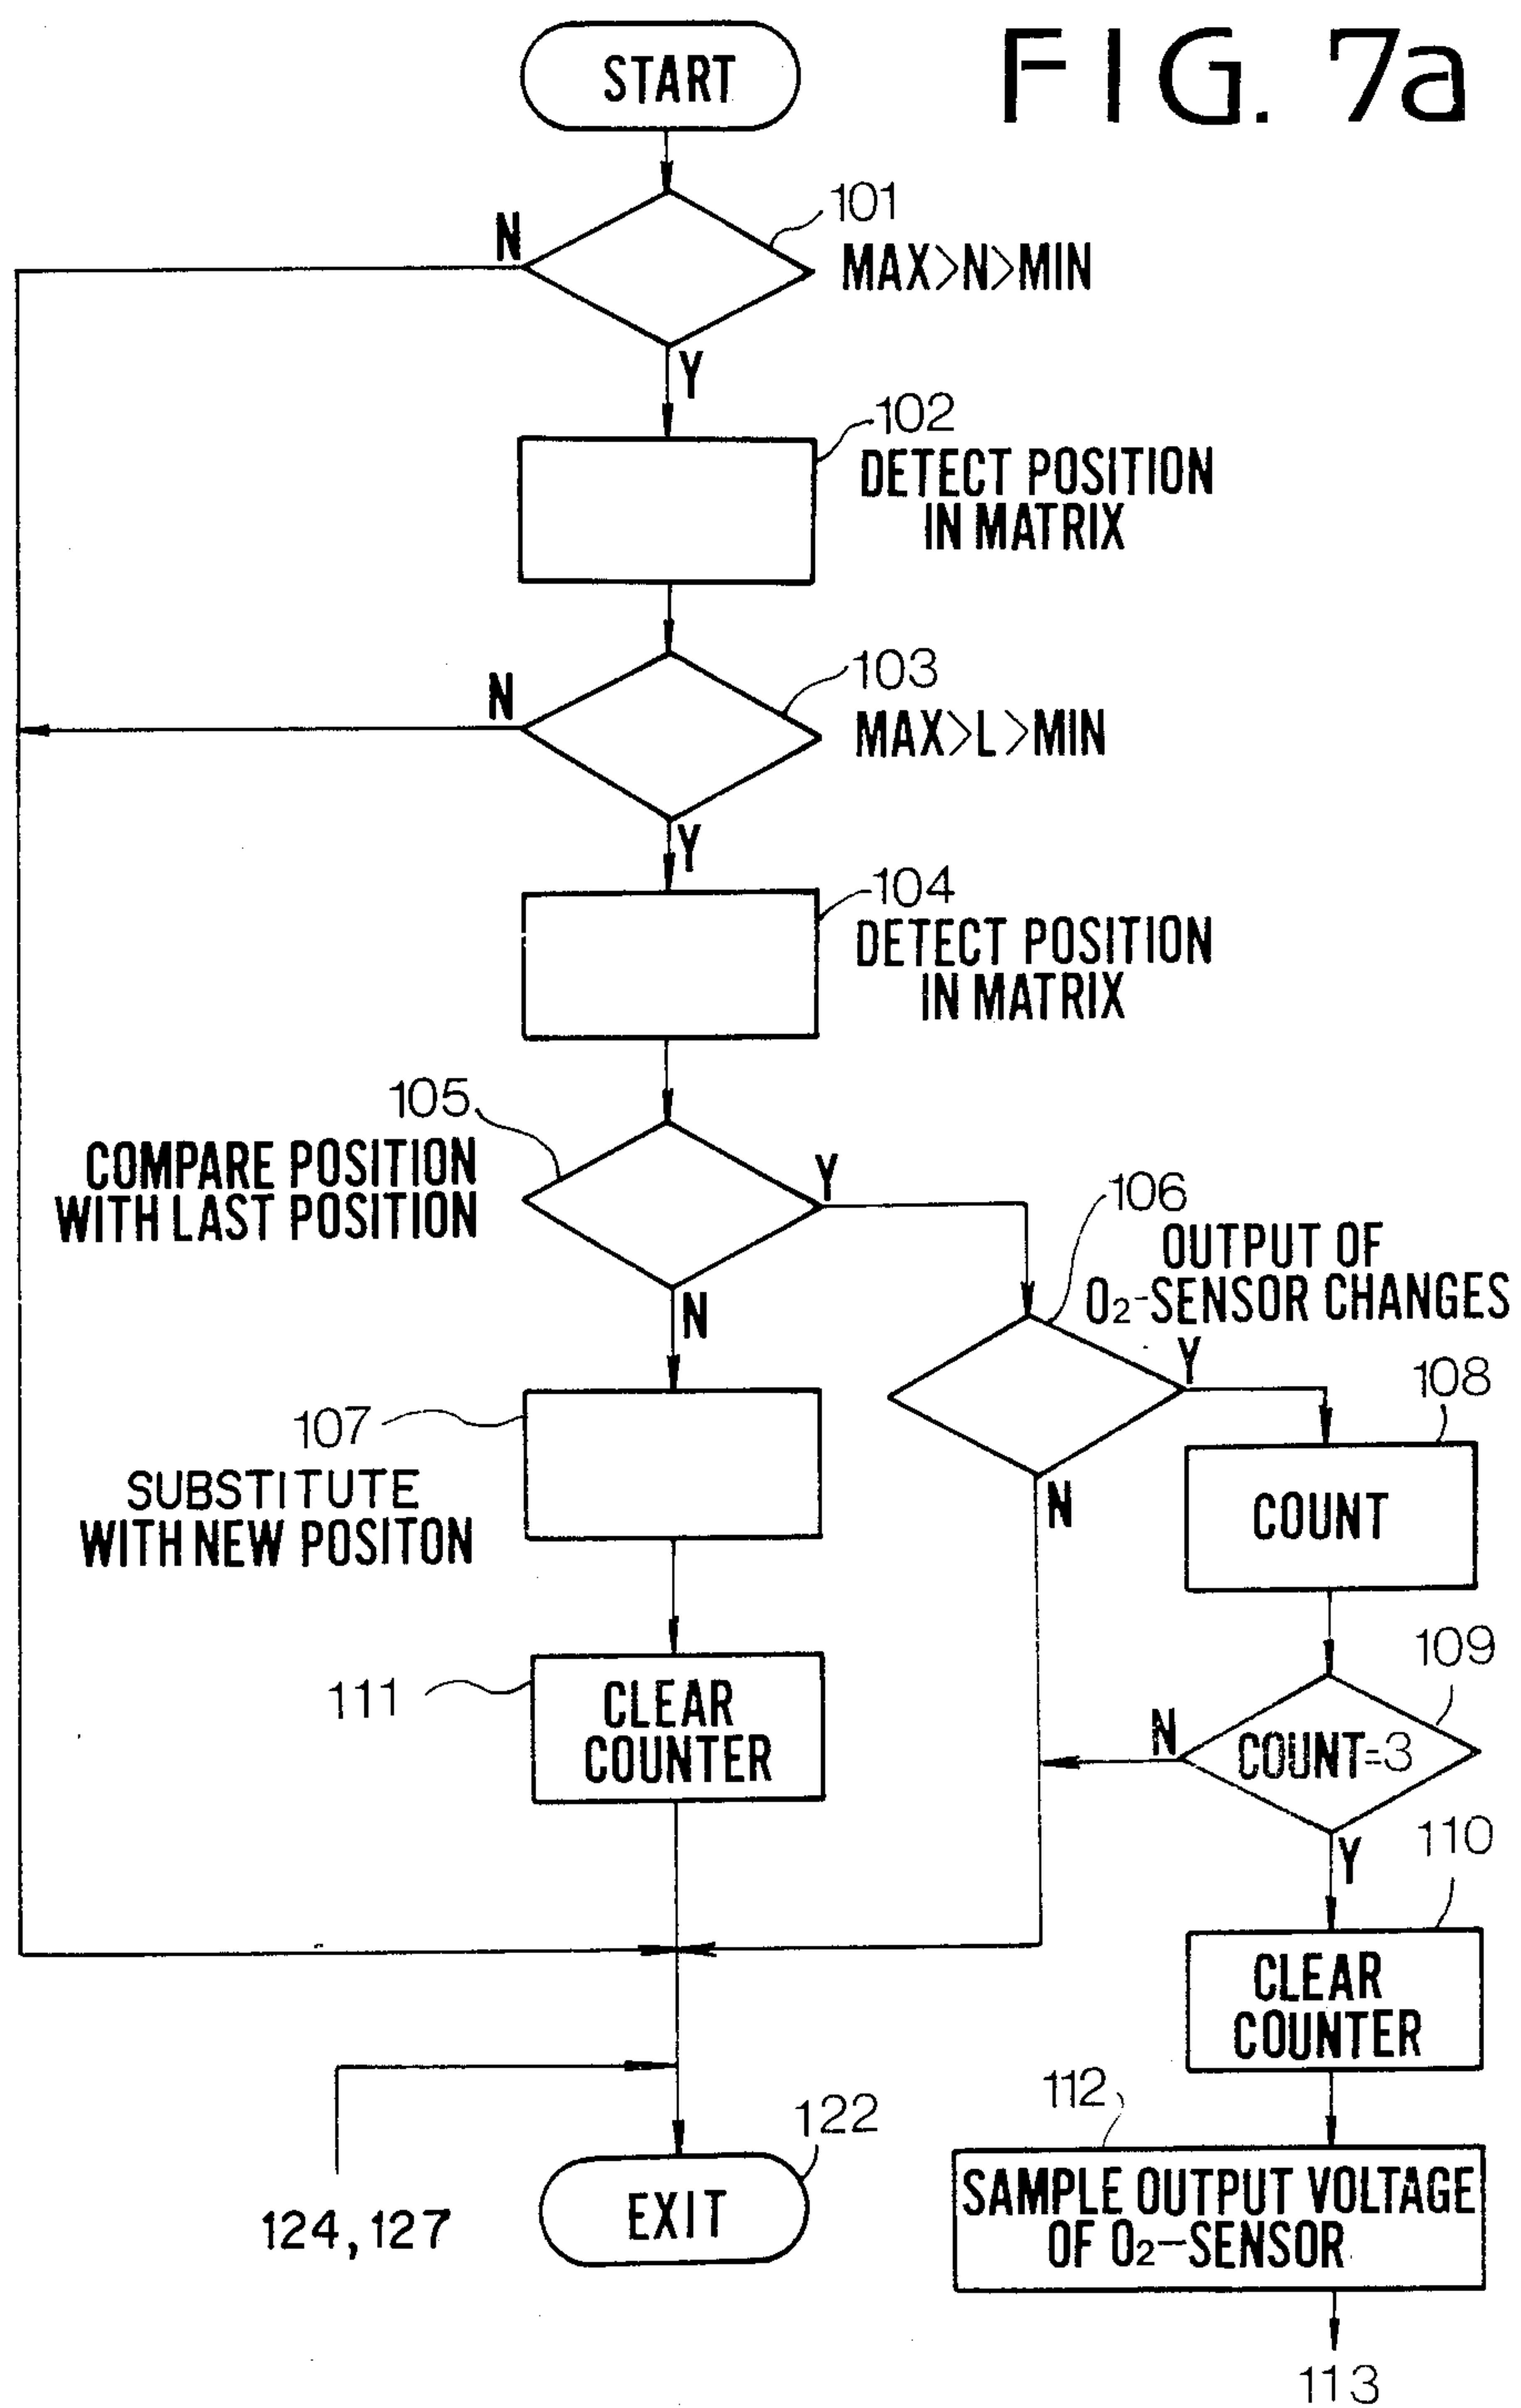 FIG. 7a
START
101
N
MAX>N>MIN
Y
102
DETECT POSITION
IN MATRIX
103
N
MAX>L>MIN
Y
104
DETECT POSITION
IN MATRIX
105
COMPARE POSITION
WITH LAST POSITION
Y
N
106
OUTPUT OF
O2-SENSOR CHANGES
Y
N
107
SUBSTITUTE
WITH NEW POSITON
108
COUNT
111
CLEAR
COUNTER
109
N
COUNT=3
Y
110
CLEAR
COUNTER
112
SAMPLE OUTPUT VOLTAGE
OF O2-SENSOR
113
124, 127
122
EXIT